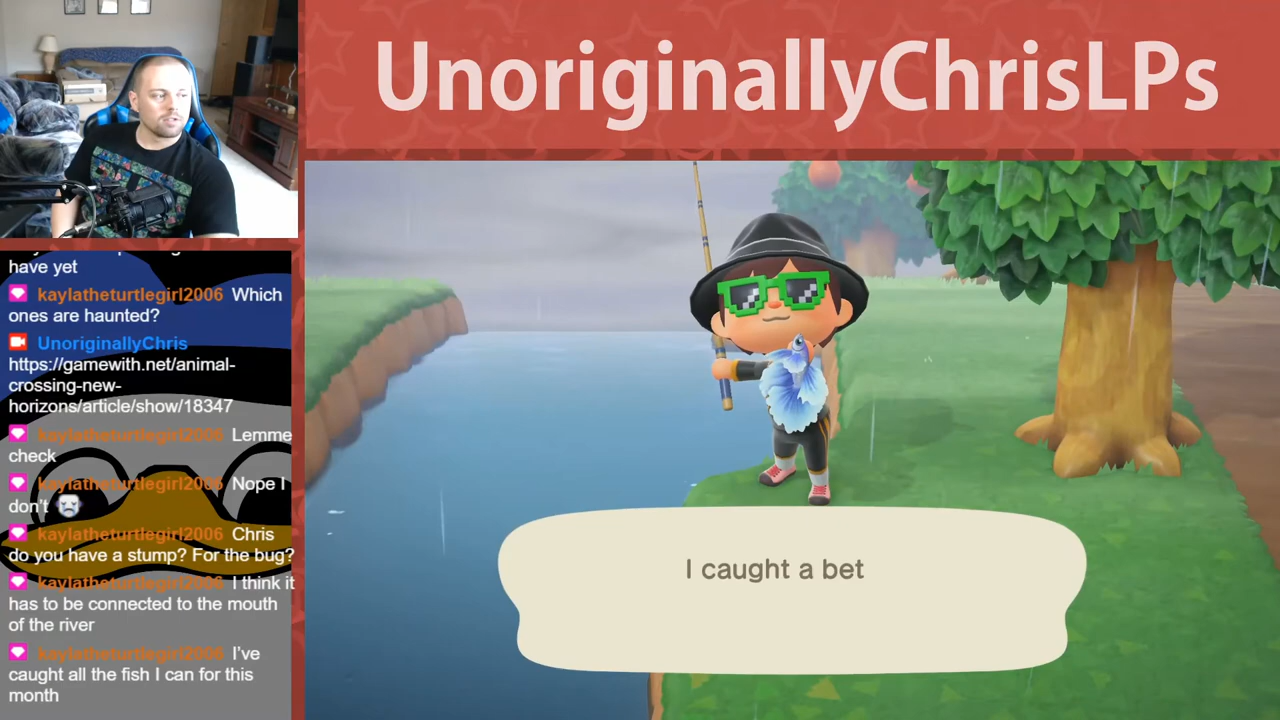 UnoriginallyChrisLPs
have yet
kaylatheturtlegirl2006 Which
ones are haunted?
UnoriginallyChris
https://gamewith.net/animal-
crossing-new-
horizons/article/show/18347
kaylatheturtlegirl2006 Lemme
check
kaylatheturtlegirl2006 Nope I
don't
kaylatheturtlegirl2006 Chris
do you have a stump? For the bug?
kaylatheturtlegirl2006 I think it
has to be connected to the mouth
of the river
kaylatheturtlegirl2006 I've
caught all the fish I can for this
month
I caught a bet